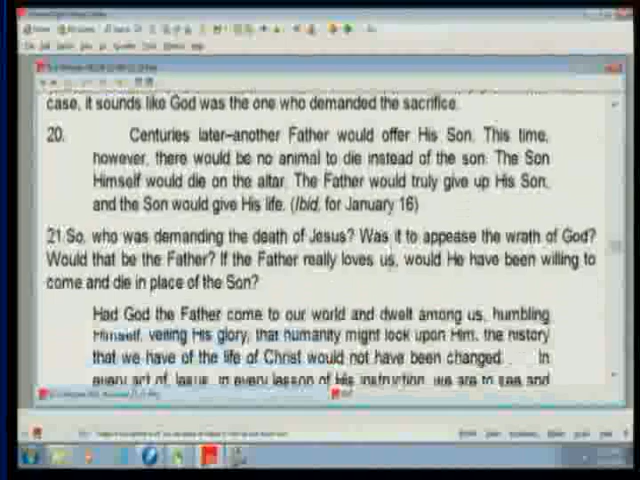 case, it sounds like God was the one who demanded the sacrifice.
20. Centuries later–another Father would offer His Son. This time,
however, there would be no animal to die instead of the son. The Son
Himself would die on the altar. The Father would truly give up His Son,
and the Son would give His life. (Ibid, for January 16)
21. So, who was demanding the death of Jesus? Was it to appease the wrath of God?
Would that be the Father? If the Father really loves us, would He have been willing to
come and die in place of the Son?
Had God the Father come to our world and dwelt among us, humbling
Himself, veiling His glory, that humanity might look upon Him, the history
that we have of the life of Christ would not have been changed. In
every act of Jesus, in every lesson of His instruction, we are to see and